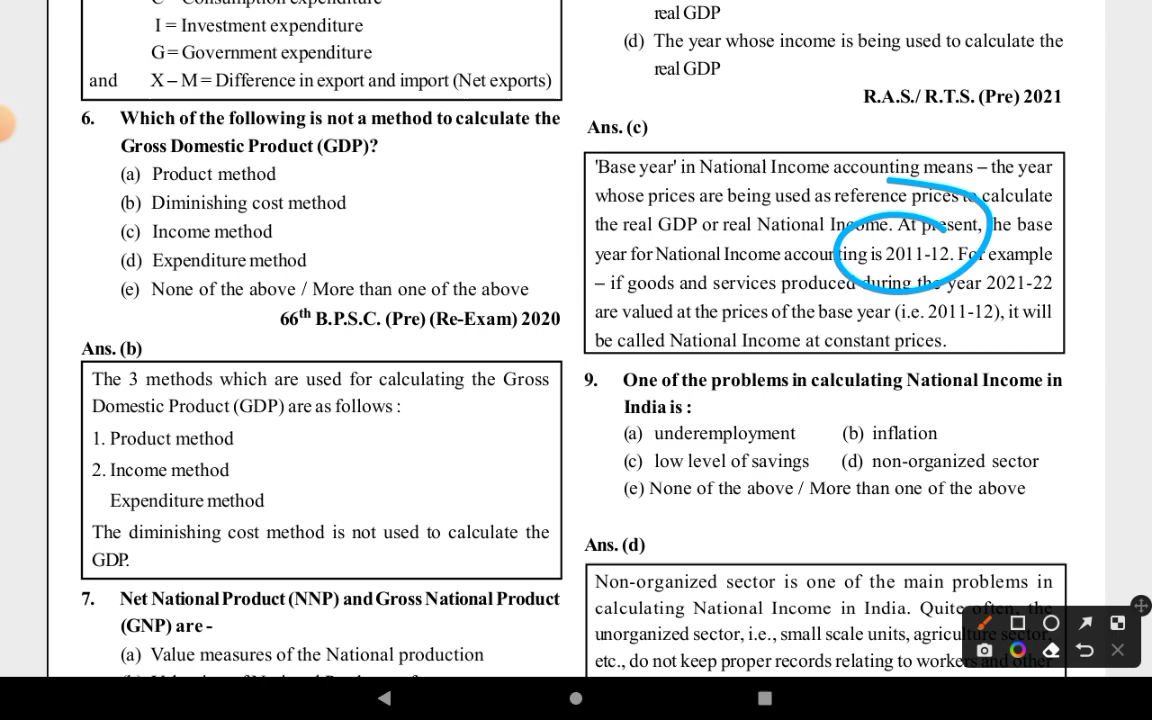 I = Investment expenditure
G = Government expenditure
and X – M = Difference in export and import (Net exports)
6. Which of the following is not a method to calculate the
Gross Domestic Product (GDP)?
(a) Product method
(b) Diminishing cost method
(c) Income method
(d) Expenditure method
(e) None of the above / More than one of the above
66th B.P.S.C. (Pre) (Re-Exam) 2020
Ans. (b)
The 3 methods which are used for calculating the Gross
Domestic Product (GDP) are as follows :
1. Product method
2. Income method
Expenditure method
The diminishing cost method is not used to calculate the
GDP.
7. Net National Product (NNP) and Gross National Product
(GNP) are -
(a) Value measures of the National production
real GDP
(d) The year whose income is being used to calculate the
real GDP
R.A.S./ R.T.S. (Pre) 2021
Ans. (c)
'Base year' in National Income accounting means – the year
whose prices are being used as reference prices to calculate
the real GDP or real National Income. At present, the base
year for National Income accounting is 2011-12. For example
– if goods and services produced during the year 2021-22
are valued at the prices of the base year (i.e. 2011-12), it will
be called National Income at constant prices.
9. One of the problems in calculating National Income in
India is :
(a) underemployment (b) inflation
(c) low level of savings (d) non-organized sector
(e) None of the above / More than one of the above
Ans. (d)
Non-organized sector is one of the main problems in
calculating National Income in India. Quite often, the
unorganized sector, i.e., small scale units, agriculture sector,
etc., do not keep proper records relating to workers and other